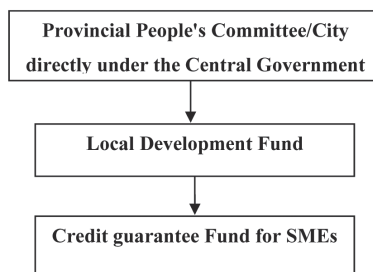 Provincial People's Committee/City
directly under the Central Government
Local Development Fund
Credit guarantee Fund for SMEs